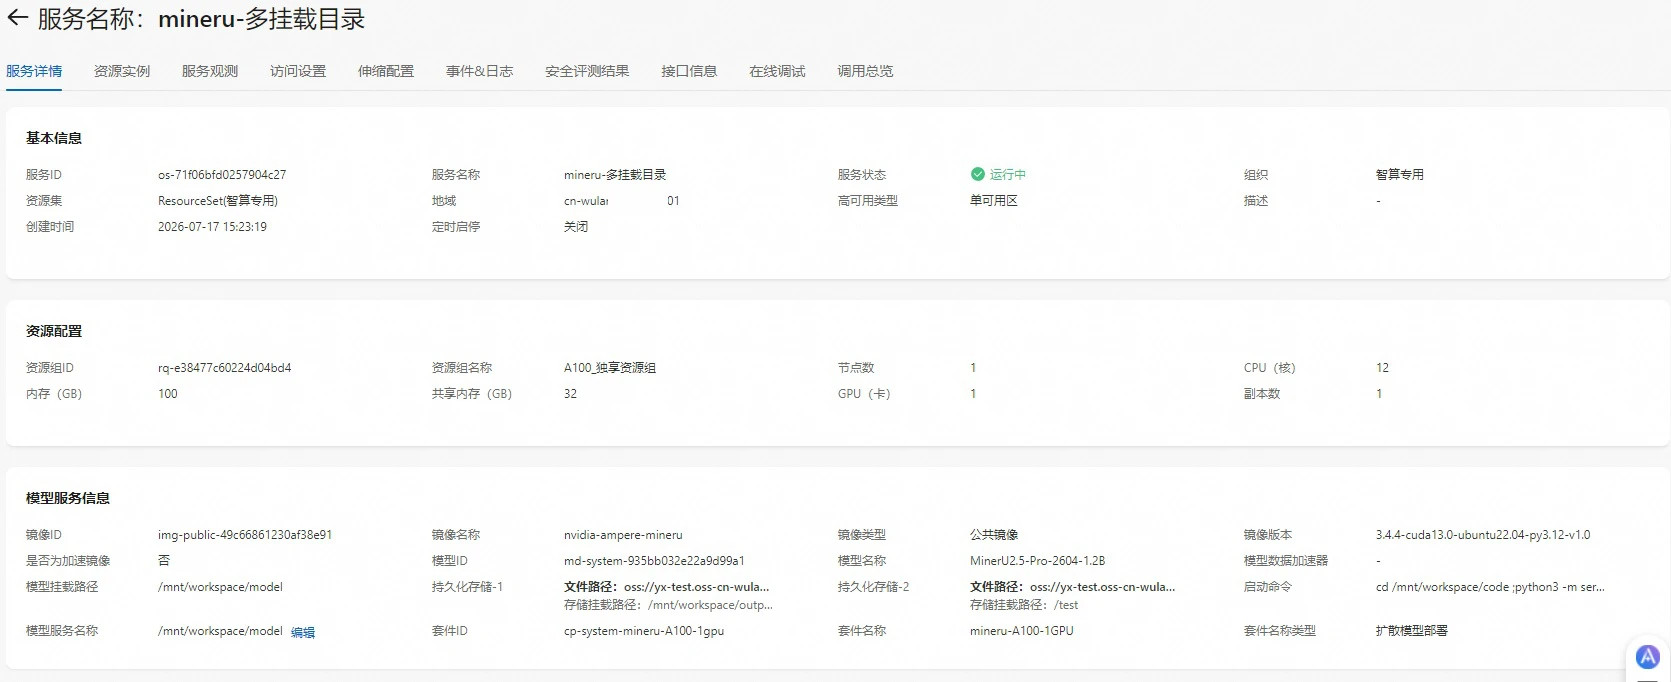 ← 服务名称：mineru-多挂载目录
服务详情 资源实例 服务观测 访问设置 伸缩配置 事件&日志 安全评测结果 接口信息 在线调试 调用总览
基本信息
服务ID os-71f06bfd0257904c27 服务名称 mineru-多挂载目录 服务状态 运行中 组织 智算专用
资源集 ResourceSet(智算专用) 地域 cn-wular 01 高可用类型 单可用区 描述 -
创建时间 2026-07-17 15:23:19 定时启停 关闭
资源配置
资源组ID rq-e38477c60224d04bd4 资源组名称 A100_独享资源组 节点数 1 CPU（核） 12
内存（GB） 100 共享内存（GB） 32 GPU（卡） 1 副本数 1
模型服务信息
镜像ID img-public-49c66861230af38e91 镜像名称 nvidia-ampere-mineru 镜像类型 公共镜像 镜像版本 3.4.4-cuda13.0-ubuntu22.04-py3.12-v1.0
是否为加速镜像 否 模型ID md-system-935bb032e22a9d99a1 模型名称 MinerU2.5-Pro-2604-1.2B 模型数据加速器 -
模型挂载路径 /mnt/workspace/model 持久化存储-1 文件路径：oss://yx-test.oss-cn-wula... 持久化存储-2 文件路径：oss://yx-test.oss-cn-wula... 启动命令 cd /mnt/workspace/code ;python3 -m ser...
存储挂载路径：/mnt/workspace/outp... 存储挂载路径：/test
模型服务名称 /mnt/workspace/model 编辑 套件ID cp-system-mineru-A100-1gpu 套件名称 mineru-A100-1GPU 套件名称类型 扩散模型部署